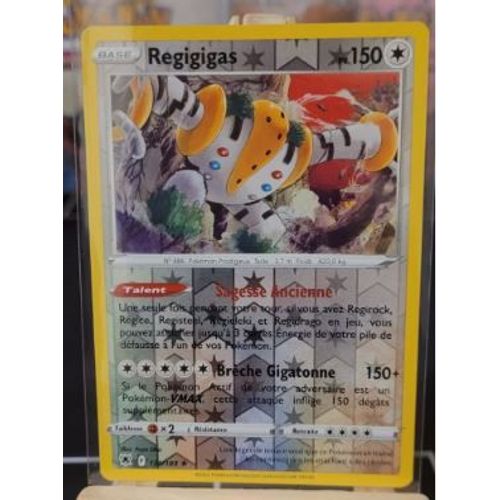 BASE Regigigas PV 150
N° 486 Pokémon Prodigieux Taille : 3,7 m Poids : 420,0 kg
Talent Sagesse Ancienne
Une seule fois pendant votre tour, si vous avez Regirock,
Regice, Registeel, Regieleki et Regidrago en jeu, vous
pouvez attacher jusqu'à 3 cartes Énergie de votre pile de
défausse à l'un de vos Pokémon.
Brèche Gigatonne 150+
Si le Pokémon Actif de votre adversaire est un
Pokémon-VMAX, cette attaque inflige 150 dégâts
supplémentaires.
Faiblesse ×2 Résistance Retraite